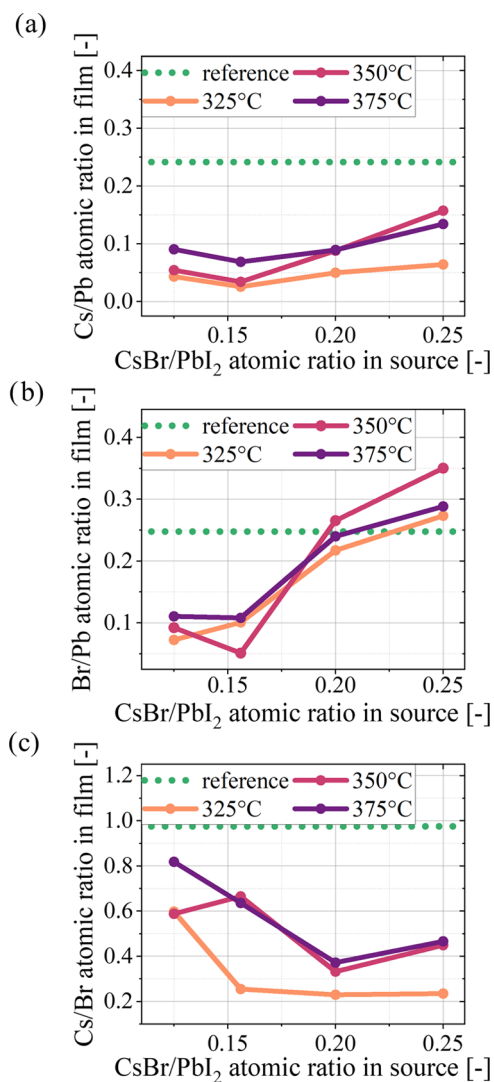 (a)
Cs/Pb atomic ratio in film [-]
0.4
0.3
0.2
0.1
0.0
reference
350°C
325°C
375°C
0.15
0.20
0.25
CsBr/PbI₂ atomic ratio in source [-]
(b)
Br/Pb atomic ratio in film [-]
0.4
0.3
0.2
0.1
reference
350°C
325°C
375°C
0.15
0.20
0.25
CsBr/PbI₂ atomic ratio in source [-]
(c)
Cs/Br atomic ratio in film [-]
1.2
1.0
0.8
0.6
0.4
0.2
reference
350°C
325°C
375°C
0.15
0.20
0.25
CsBr/PbI₂ atomic ratio in source [-]